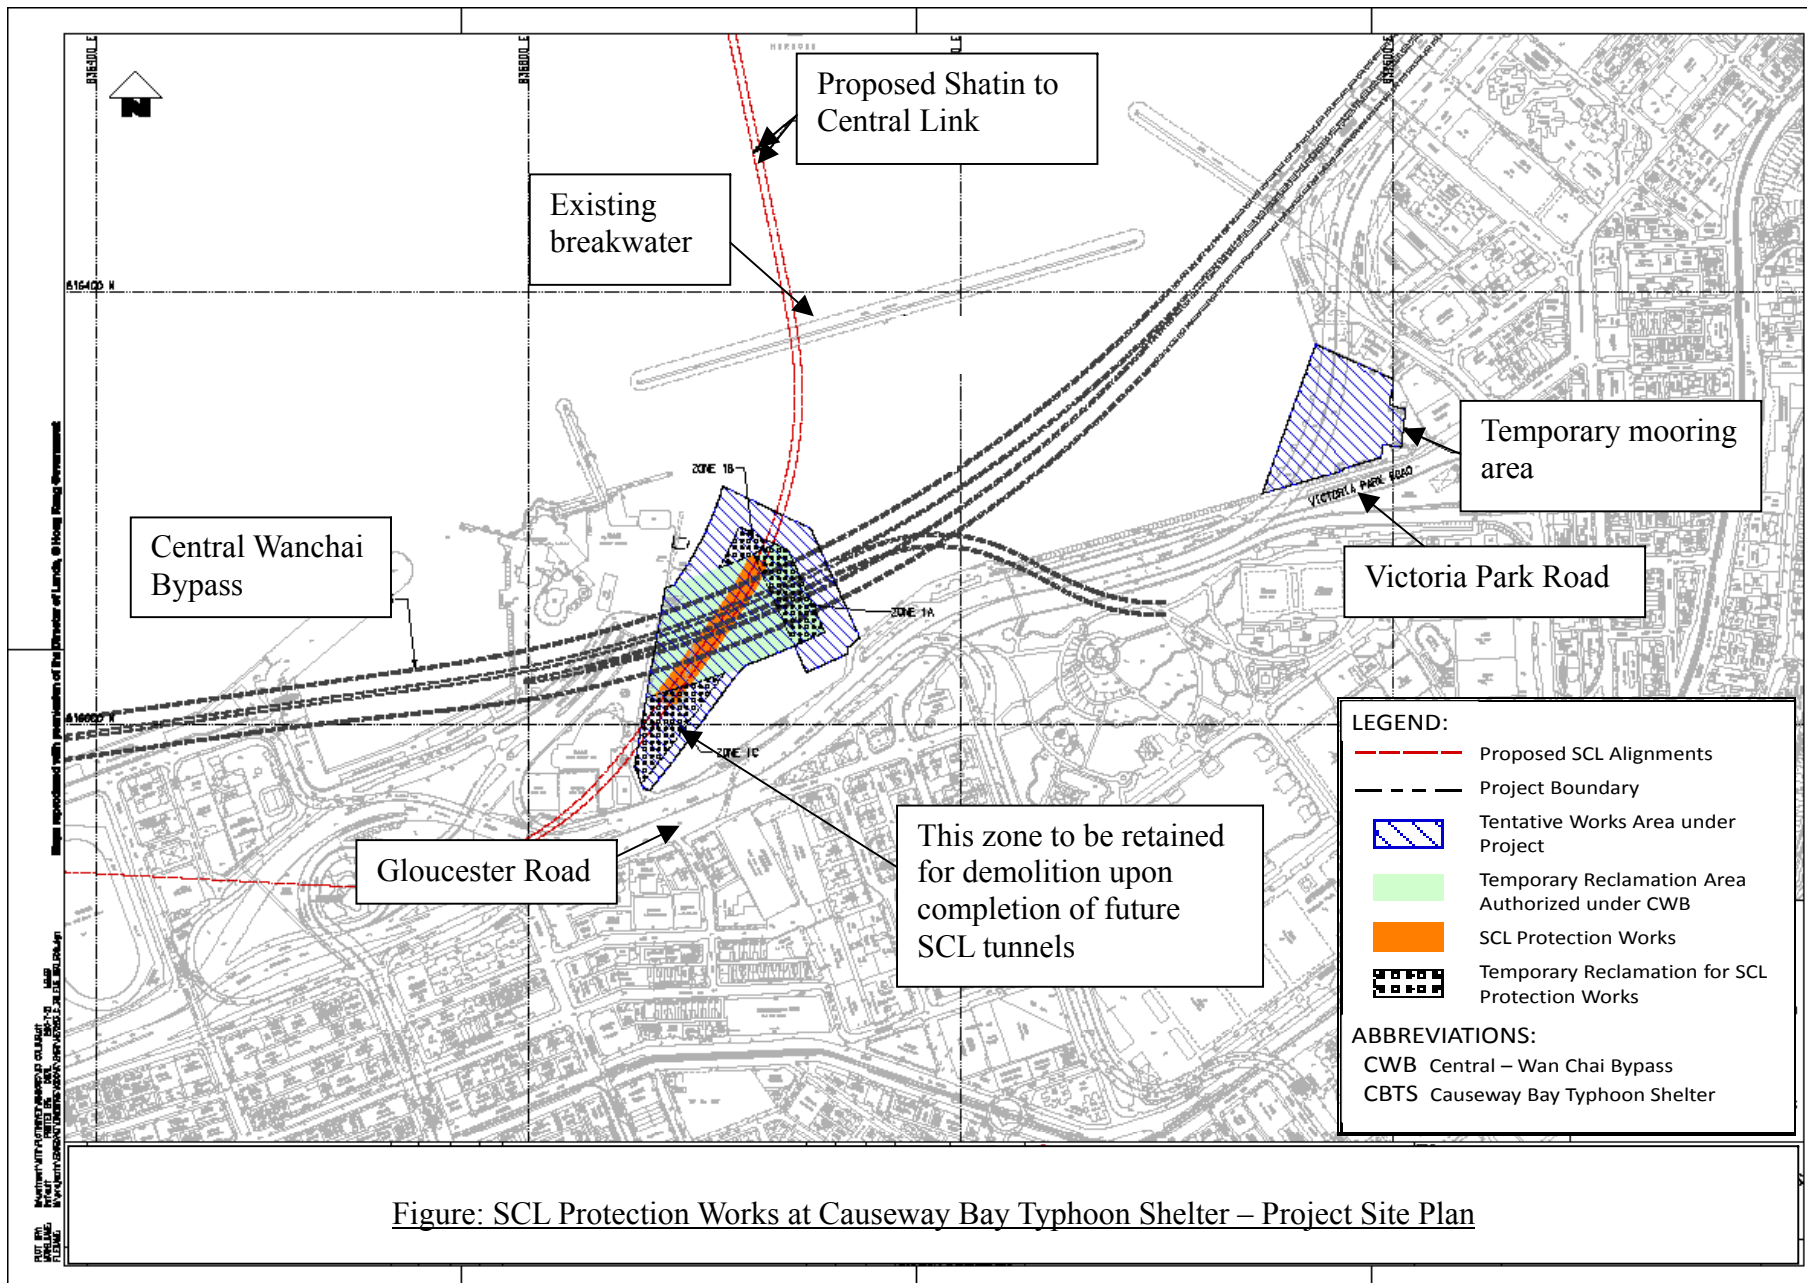 Proposed Shatin to
Central Link
Existing
breakwater
816400 N
Temporary mooring
area
ZONE 1B
VICTORIA PARK ROAD
Central Wanchai
Bypass
Victoria Park Road
ZONE 1A
816000 N
ZONE 1C
This zone to be retained
for demolition upon
completion of future
SCL tunnels
Gloucester Road
LEGEND:
Proposed SCL Alignments
Project Boundary
Tentative Works Area under
Project
Temporary Reclamation Area
Authorized under CWB
SCL Protection Works
Temporary Reclamation for SCL
Protection Works
ABBREVIATIONS:
CWB Central – Wan Chai Bypass
CBTS Causeway Bay Typhoon Shelter
Figure: SCL Protection Works at Causeway Bay Typhoon Shelter – Project Site Plan